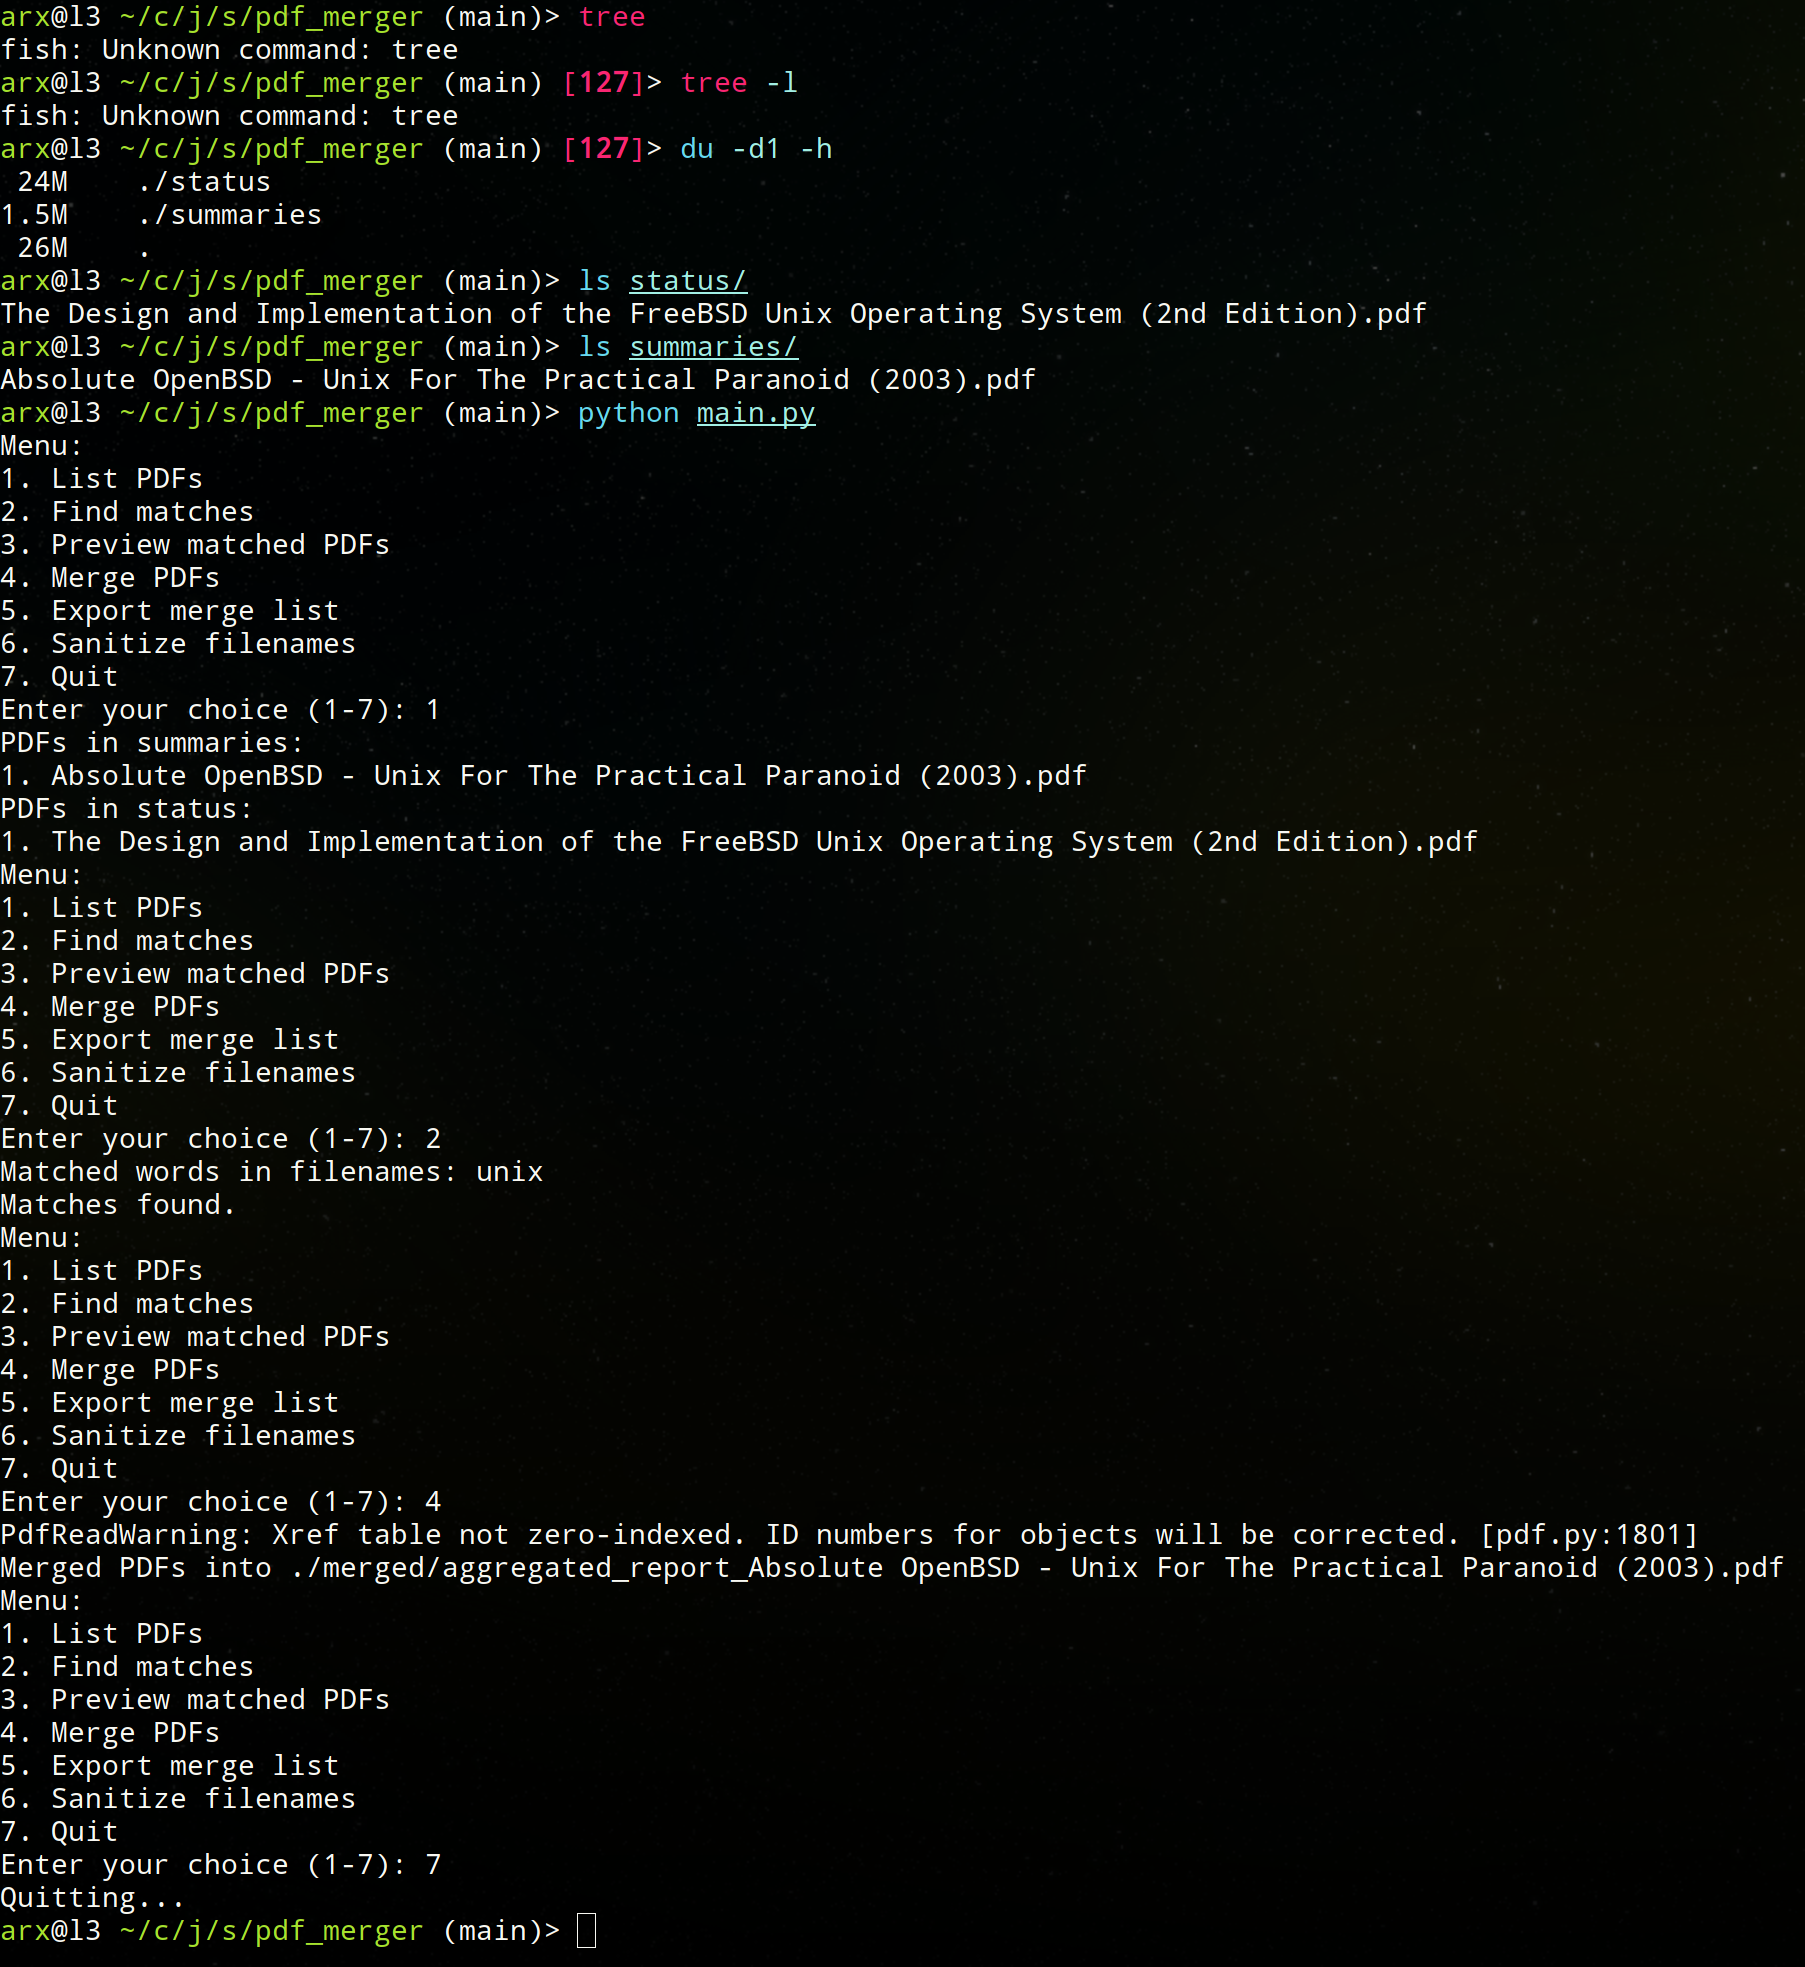 arx@l3 ~/c/j/s/pdf_merger (main)> tree
fish: Unknown command: tree
arx@l3 ~/c/j/s/pdf_merger (main) [127]> tree -l
fish: Unknown command: tree
arx@l3 ~/c/j/s/pdf_merger (main) [127]> du -d1 -h
 24M    ./status
1.5M    ./summaries
 26M    .
arx@l3 ~/c/j/s/pdf_merger (main)> ls status/
The Design and Implementation of the FreeBSD Unix Operating System (2nd Edition).pdf
arx@l3 ~/c/j/s/pdf_merger (main)> ls summaries/
Absolute OpenBSD - Unix For The Practical Paranoid (2003).pdf
arx@l3 ~/c/j/s/pdf_merger (main)> python main.py
Menu:
1. List PDFs
2. Find matches
3. Preview matched PDFs
4. Merge PDFs
5. Export merge list
6. Sanitize filenames
7. Quit
Enter your choice (1-7): 1
PDFs in summaries:
1. Absolute OpenBSD - Unix For The Practical Paranoid (2003).pdf
PDFs in status:
1. The Design and Implementation of the FreeBSD Unix Operating System (2nd Edition).pdf
Menu:
1. List PDFs
2. Find matches
3. Preview matched PDFs
4. Merge PDFs
5. Export merge list
6. Sanitize filenames
7. Quit
Enter your choice (1-7): 2
Matched words in filenames: unix
Matches found.
Menu:
1. List PDFs
2. Find matches
3. Preview matched PDFs
4. Merge PDFs
5. Export merge list
6. Sanitize filenames
7. Quit
Enter your choice (1-7): 4
PdfReadWarning: Xref table not zero-indexed. ID numbers for objects will be corrected. [pdf.py:1801]
Merged PDFs into ./merged/aggregated_report_Absolute OpenBSD - Unix For The Practical Paranoid (2003).pdf
Menu:
1. List PDFs
2. Find matches
3. Preview matched PDFs
4. Merge PDFs
5. Export merge list
6. Sanitize filenames
7. Quit
Enter your choice (1-7): 7
Quitting...
arx@l3 ~/c/j/s/pdf_merger (main)>